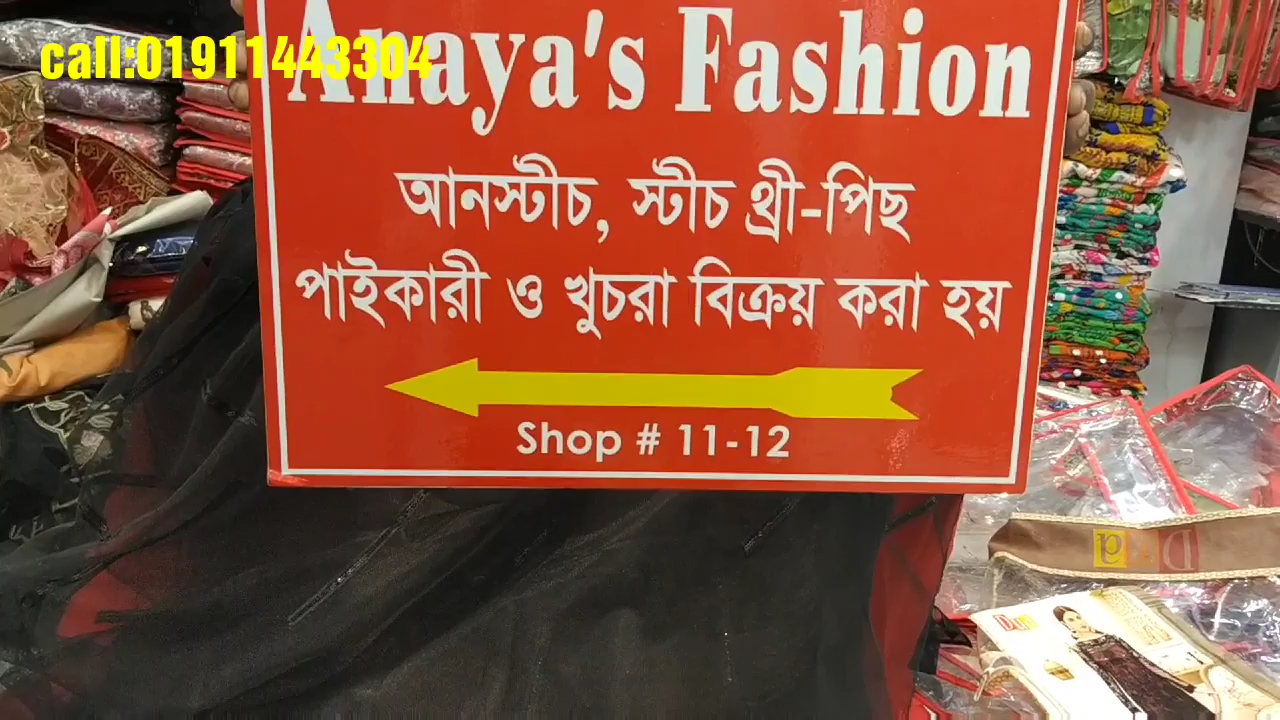 call:01911443304
Anaya's Fashion
আনস্টীচ, স্টীচ থ্রী-পিছ
পাইকারী ও খুচরা বিক্রয় করা হয়
Shop # 11-12